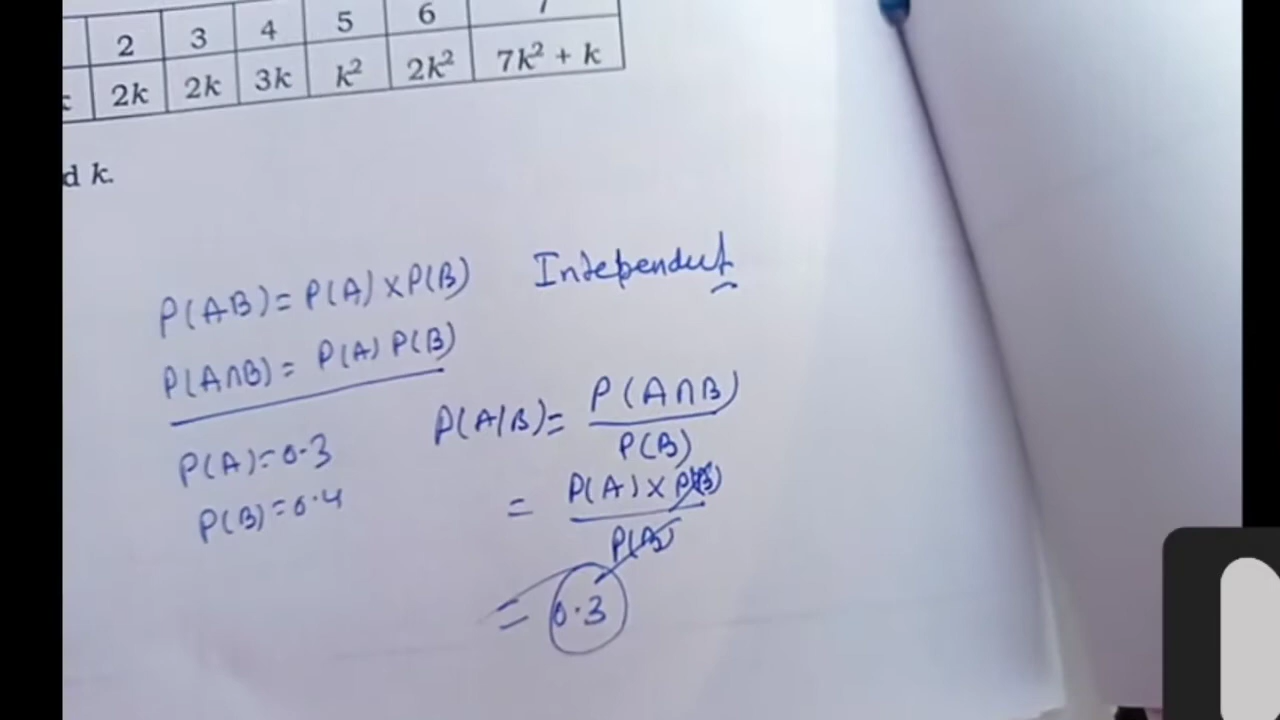 2 3 4 5 6 7
2k 2k 3k k² 2k² 7k² + k
d k.
P(AB) = P(A) × P(B) Independent
P(A∩B) = P(A) P(B)
P(A/B) = P(A∩B) / P(B)
P(A) = 0.3
P(B) = 0.4
= P(A) × P(B) / P(B)
= 0.3